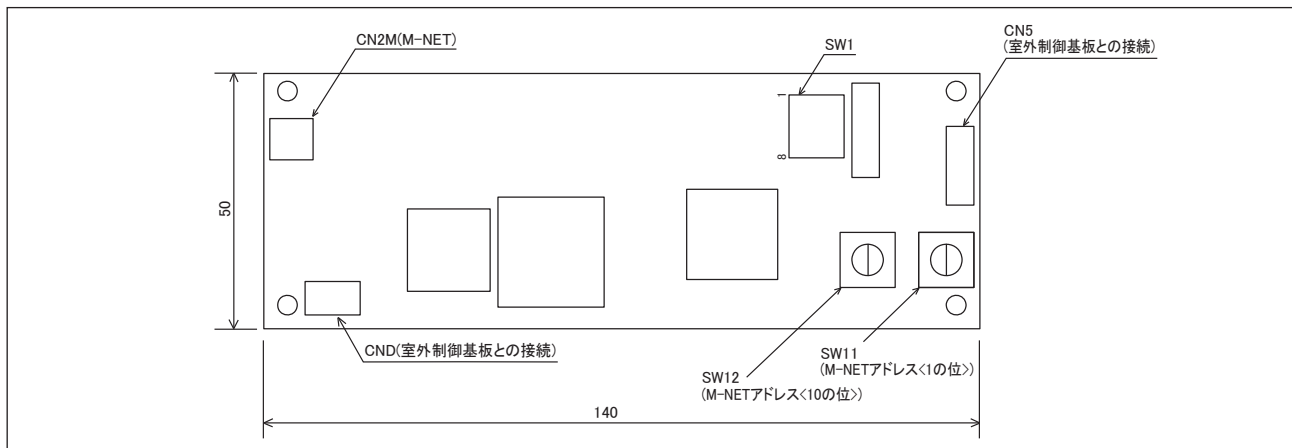 CN2M(M-NET)
SW1
CN5
(室外制御基板との接続)
1
8
50
CND(室外制御基板との接続)
SW11
(M-NETアドレス<1の位>)
SW12
(M-NETアドレス<10の位>)
140